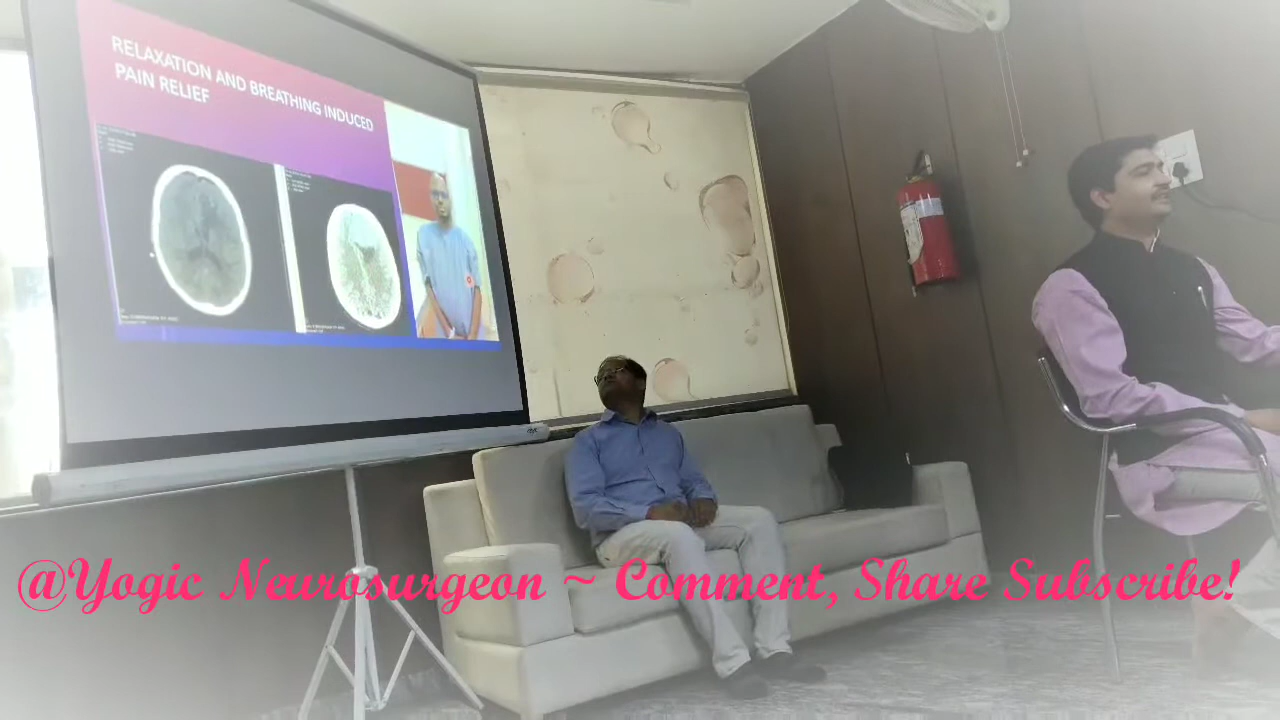 RELAXATION AND BREATHING INDUCED
PAIN RELIEF
@Yogic Neurosurgeon ~ Comment, Share Subscribe!